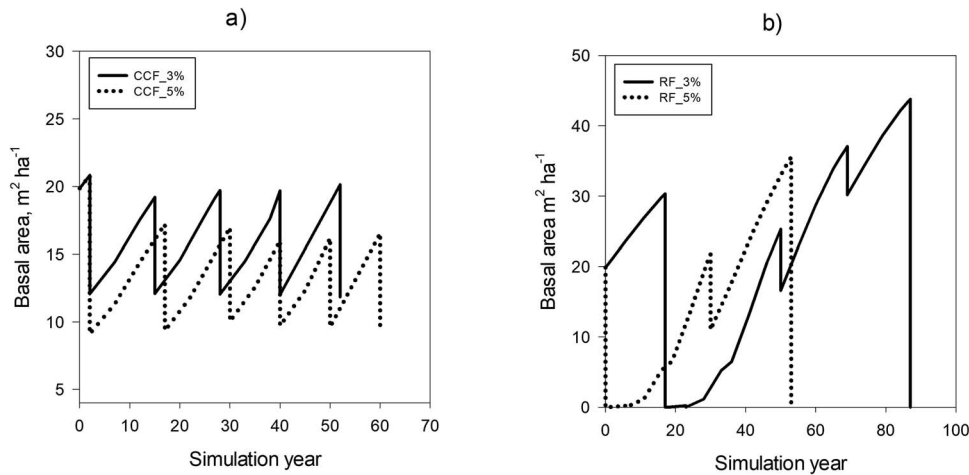 a)
CCF_3%
CCF_5%
Basal area, m² ha⁻¹
30
25
20
15
10
5
0 10 20 30 40 50 60 70
Simulation year
b)
RF_3%
RF_5%
Basal area m² ha⁻¹
50
40
30
20
10
0
0 20 40 60 80 100
Simulation year